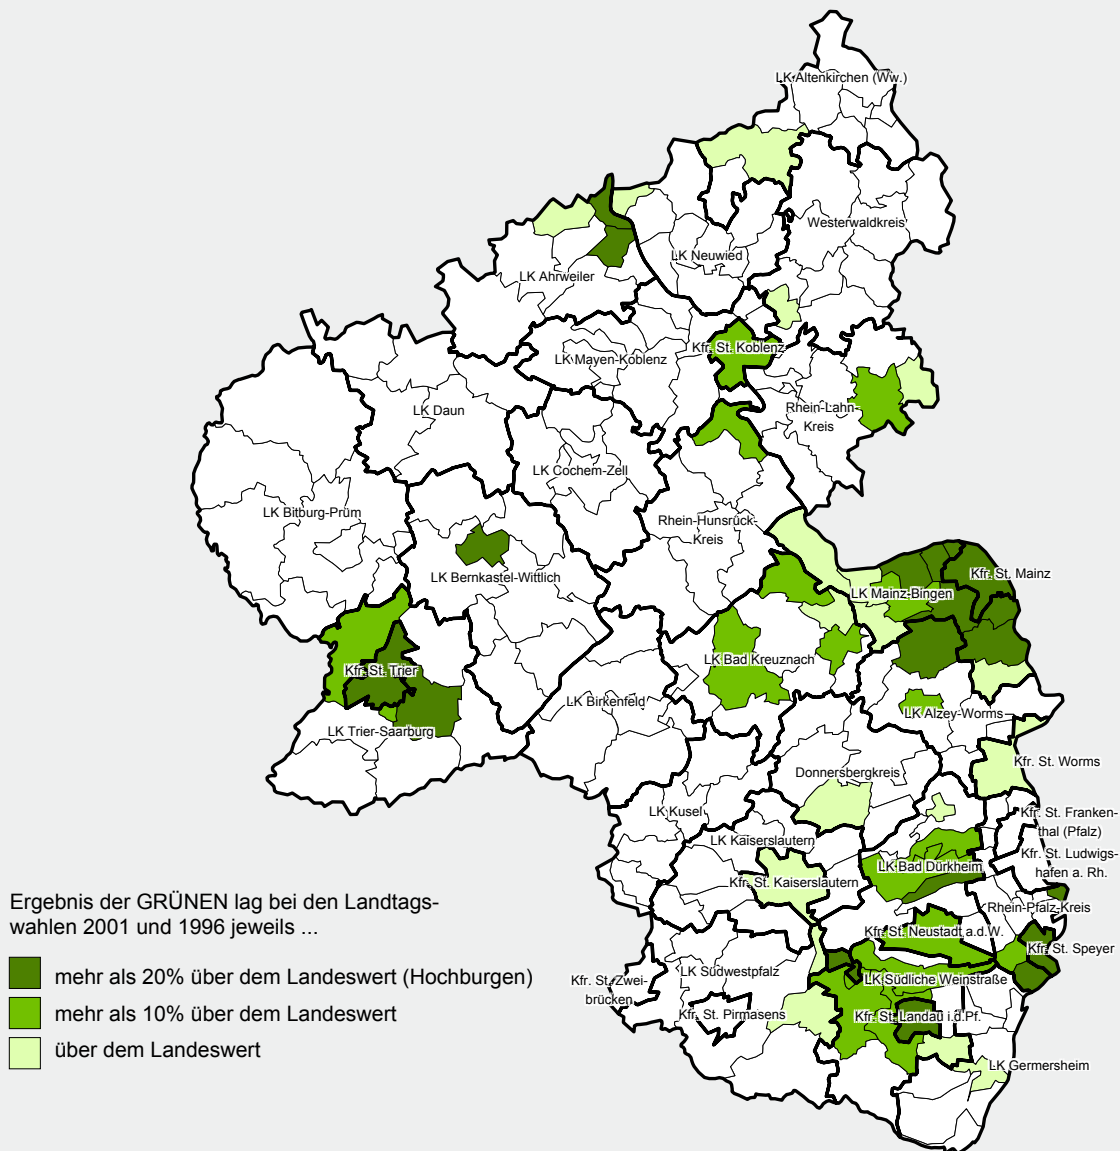 LK Altenkirchen (Ww.)
Westerwaldkreis
LK Neuwied
LK Ahrweiler
Kfr. St. Koblenz
LK Mayen-Koblenz
LK Daun
Rhein-Lahn-
Kreis
LK Cochem-Zell
LK Bitburg-Prüm
Rhein-Hunsrück-
Kreis
LK Bernkastel-Wittlich
Kfr. St. Mainz
LK Mainz-Bingen
LK Bad Kreuznach
Kfr. St. Trier
LK Birkenfeld
LK Alzey-Worms
LK Trier-Saarburg
Kfr. St. Worms
Donnersbergkreis
LK Kusel
Kfr. St. Franken-
thal (Pfalz)
LK Kaiserslautern
Kfr. St. Ludwigs-
hafen a. Rh.
LK Bad Dürkheim
Kfr. St. Kaiserslautern
Rhein-Pfalz-Kreis
Kfr. St. Neustadt a.d.W.
Kfr. St. Speyer
LK Südwestpfalz
LK Südliche Weinstraße
Kfr. St. Zwei-
brücken
Kfr. St. Pirmasens
Kfr. St. Landau i.d.Pf.
LK Germersheim
Ergebnis der GRÜNEN lag bei den Landtags-
wahlen 2001 und 1996 jeweils ...
mehr als 20% über dem Landeswert (Hochburgen)
mehr als 10% über dem Landeswert
über dem Landeswert